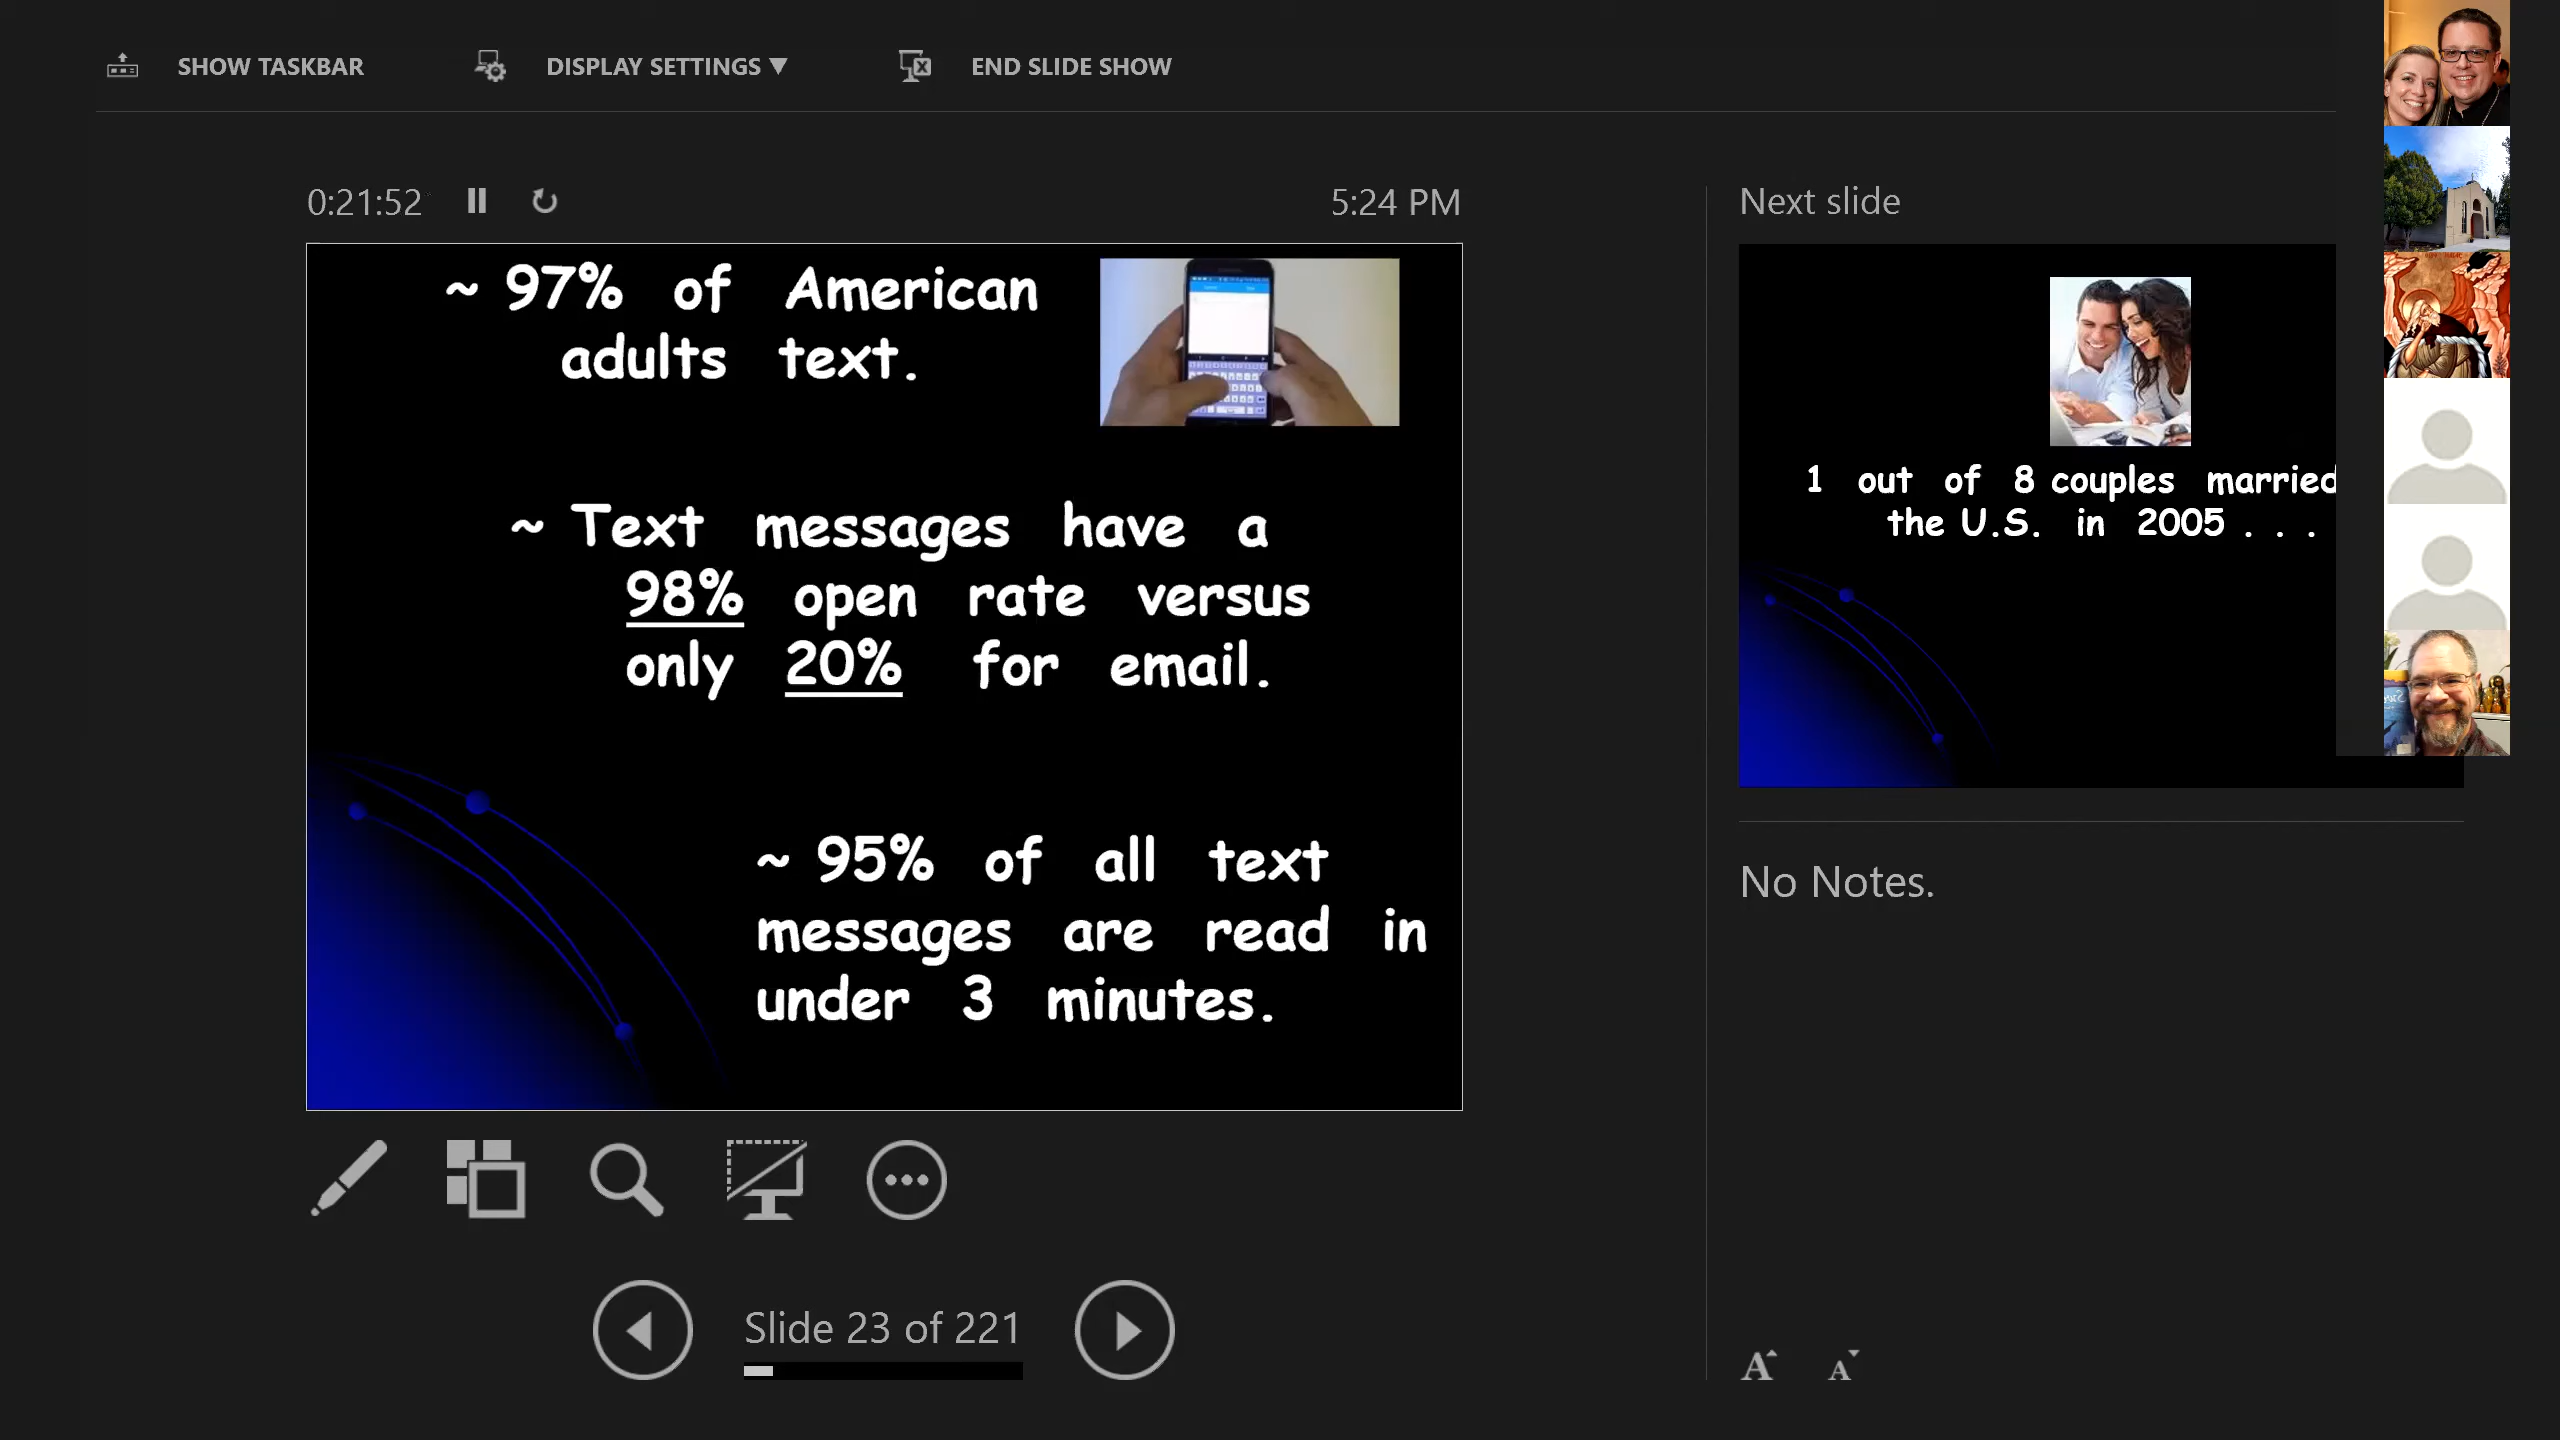 SHOW TASKBAR
DISPLAY SETTINGS ▼
END SLIDE SHOW
0:21:52
5:24 PM
~ 97% of American
adults text.
~ Text messages have a
98% open rate versus
only 20% for email.
~ 95% of all text
messages are read in
under 3 minutes.
Slide 23 of 221
Next slide
1 out of 8 couples married
the U.S. in 2005 . . .
No Notes.
A
A